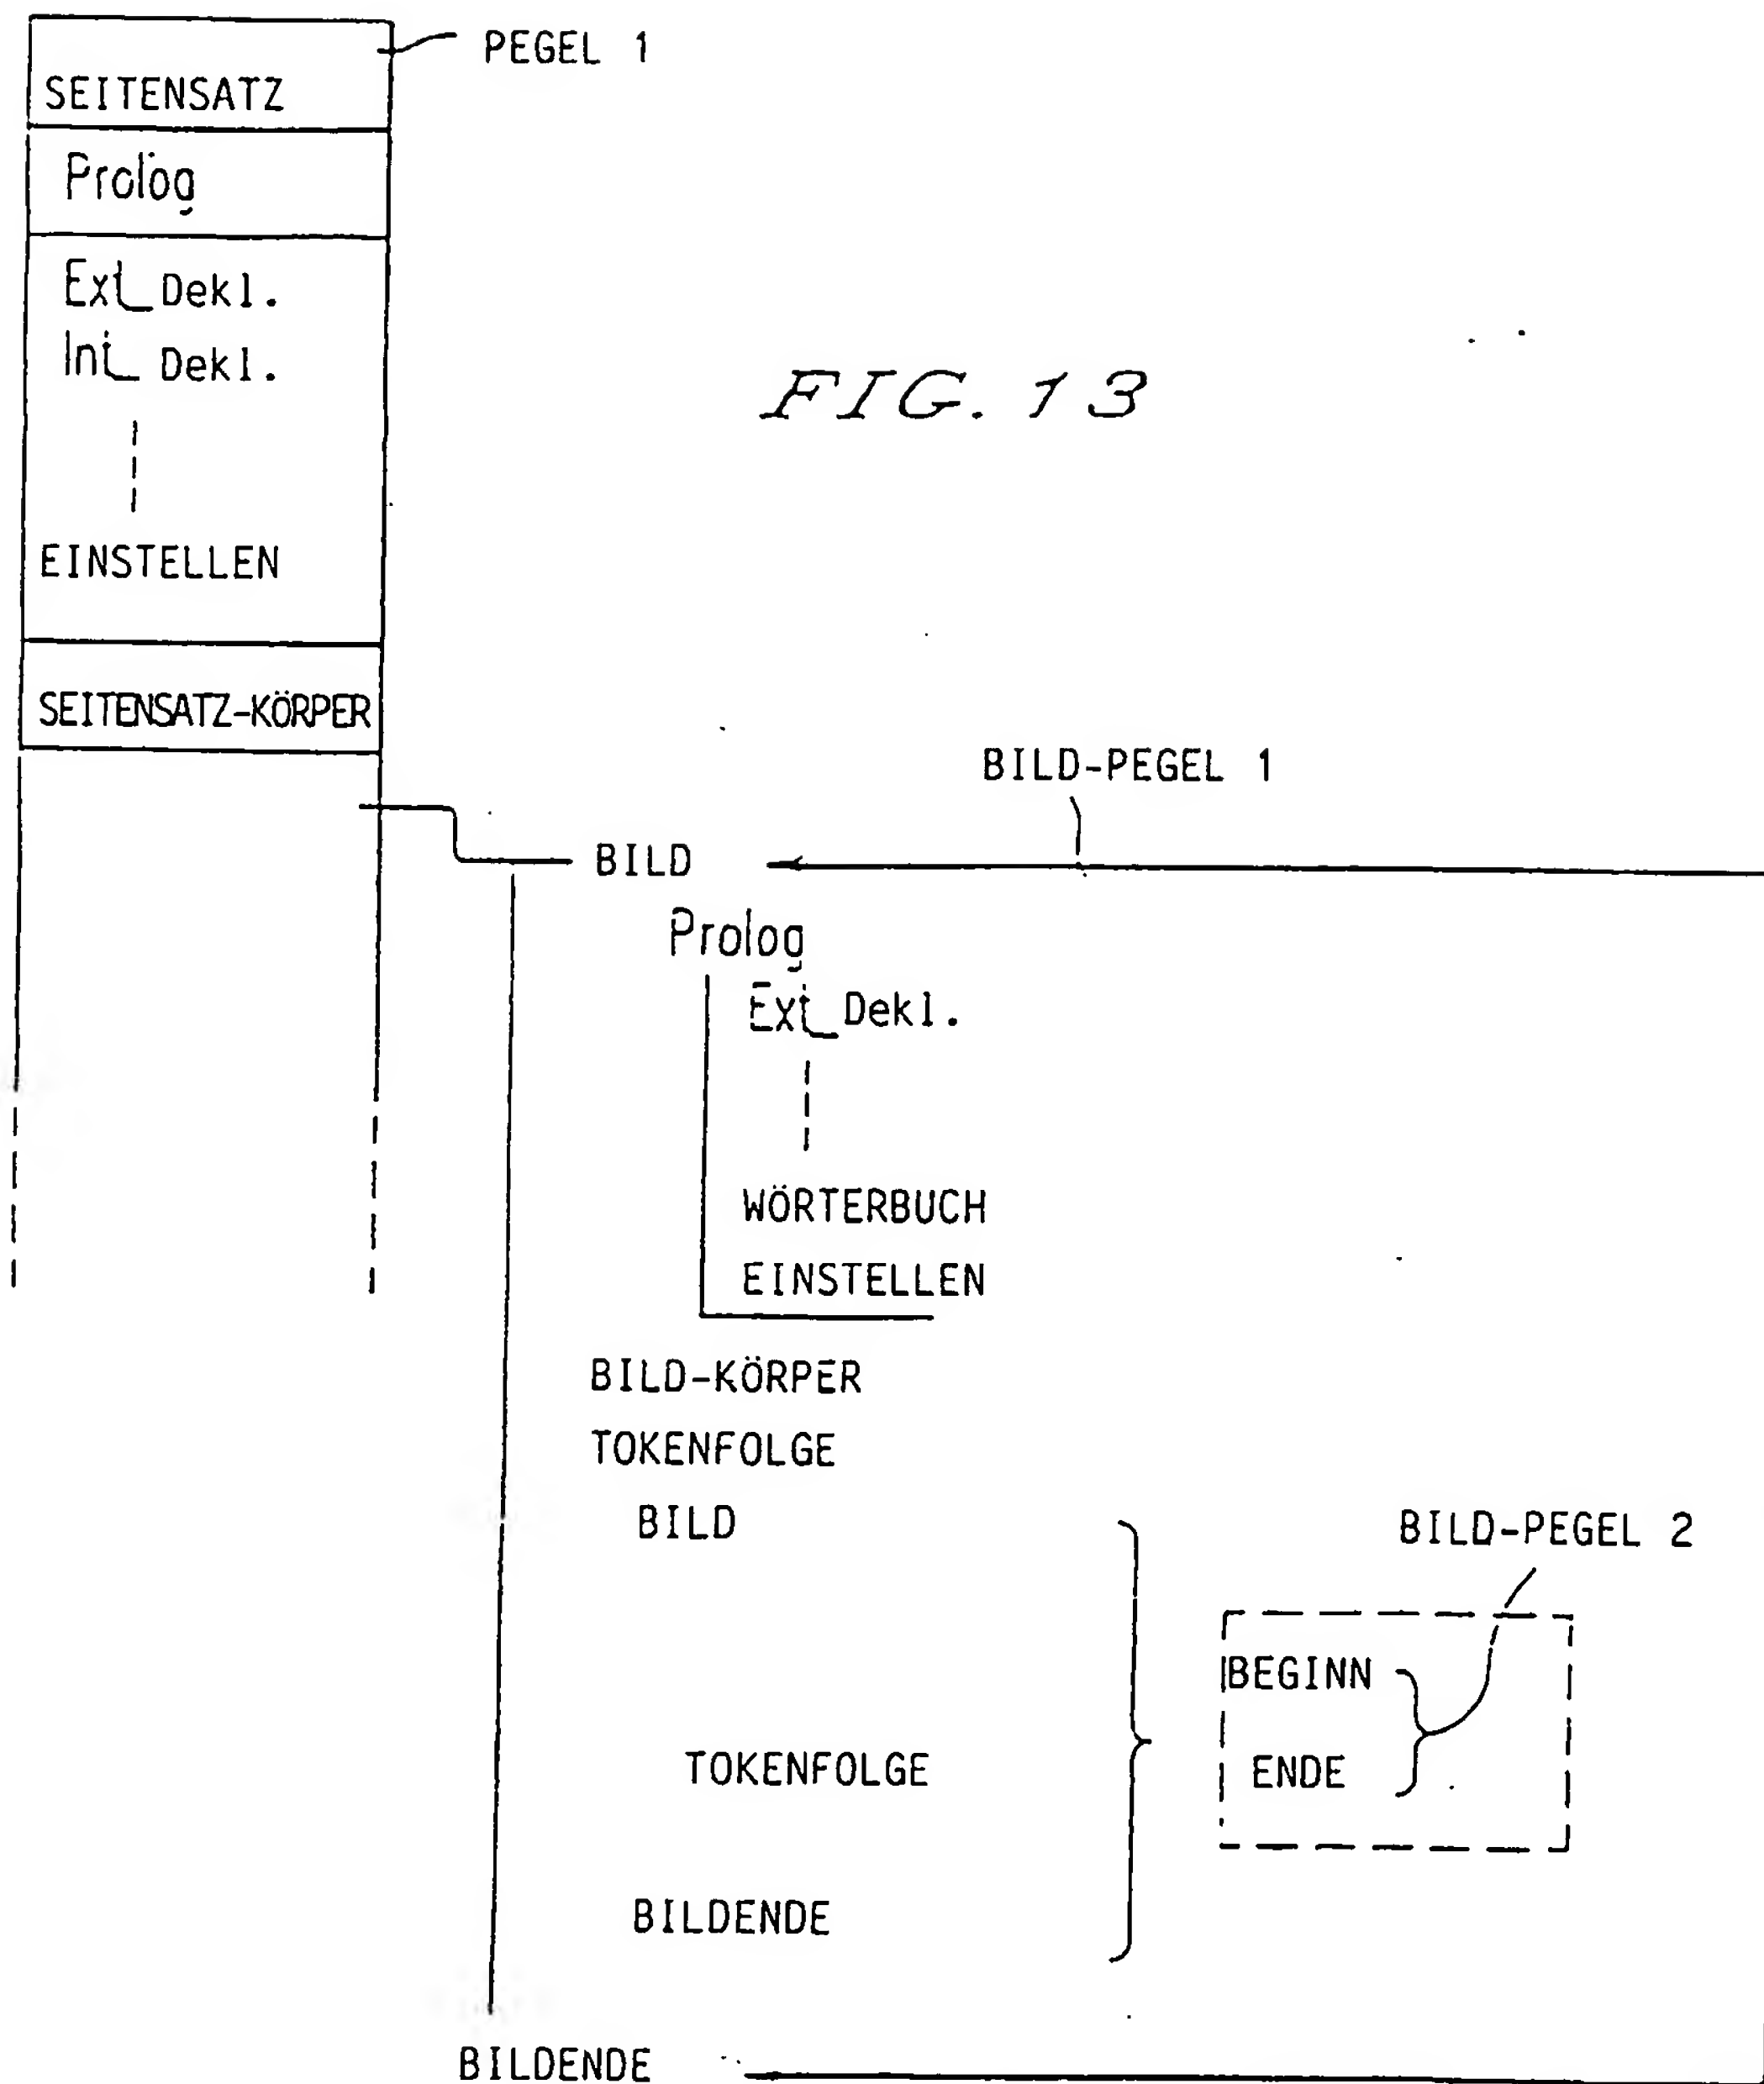 PEGEL 1
SEITENSATZ
Prolog
Ext_Dekl.
Int_Dekl.
FIG. 13
EINSTELLEN
SEITENSATZ-KÖRPER
BILD-PEGEL 1
BILD
Prolog
Ext_Dekl.
WÖRTERBUCH
EINSTELLEN
BILD-KÖRPER
TOKENFOLGE
BILD
BILD-PEGEL 2
BEGINN
TOKENFOLGE
ENDE
BILDENDE
BILDENDE